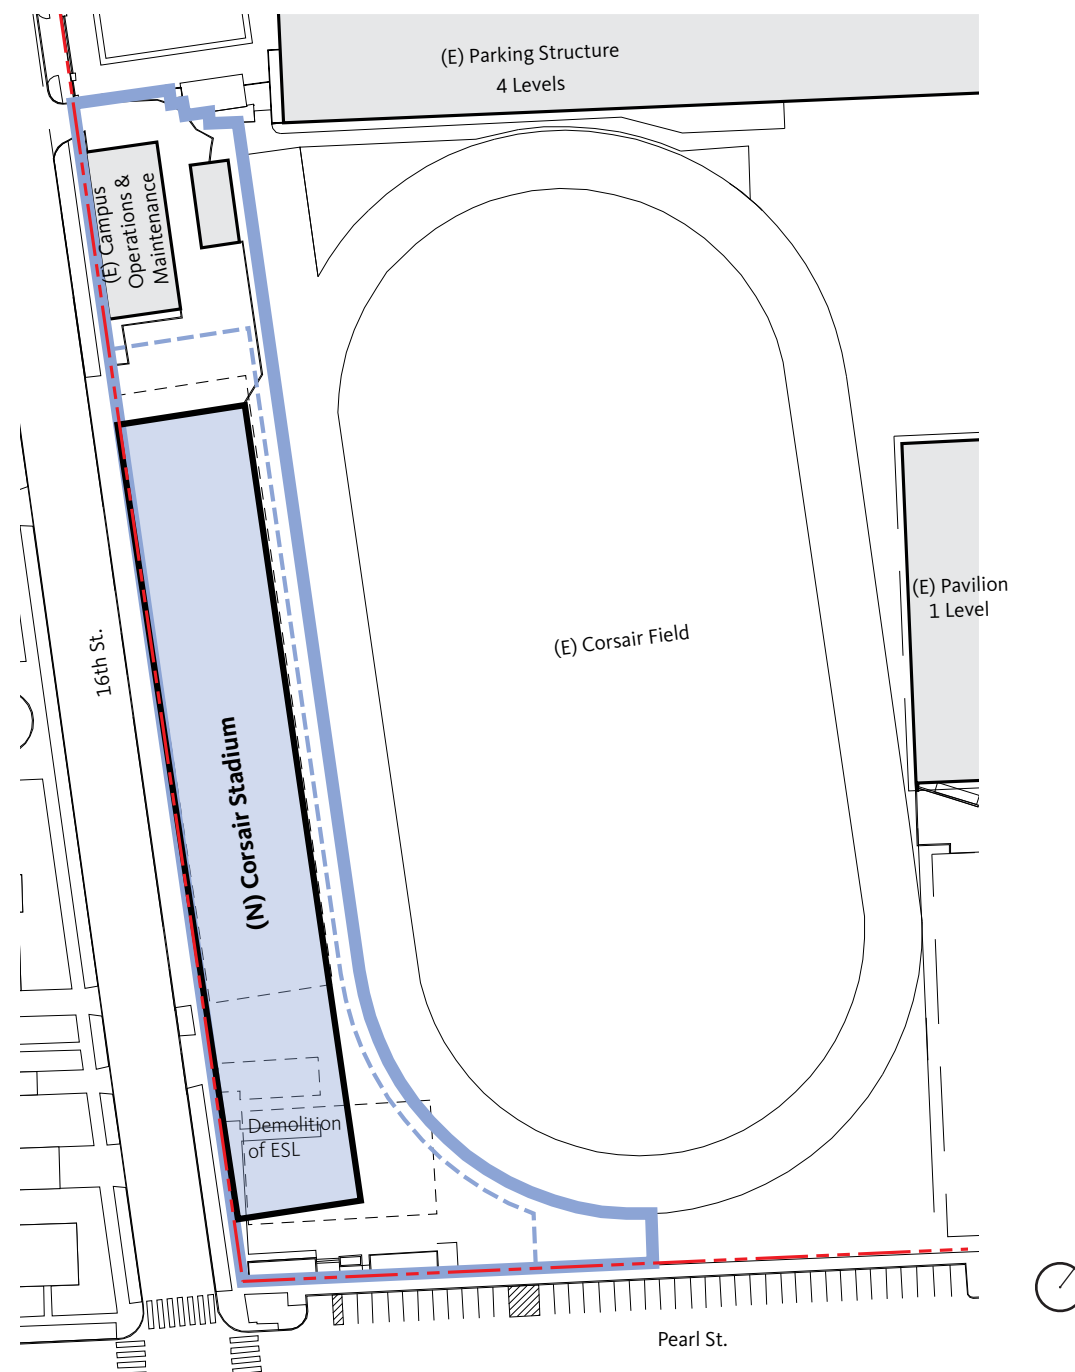 (E) Parking Structure
4 Levels
(E) Campus
Operations &
Maintenance
(E) Pavilion
1 Level
(E) Corsair Field
16th St.
(N) Corsair Stadium
Demolition
of ESL
Pearl St.